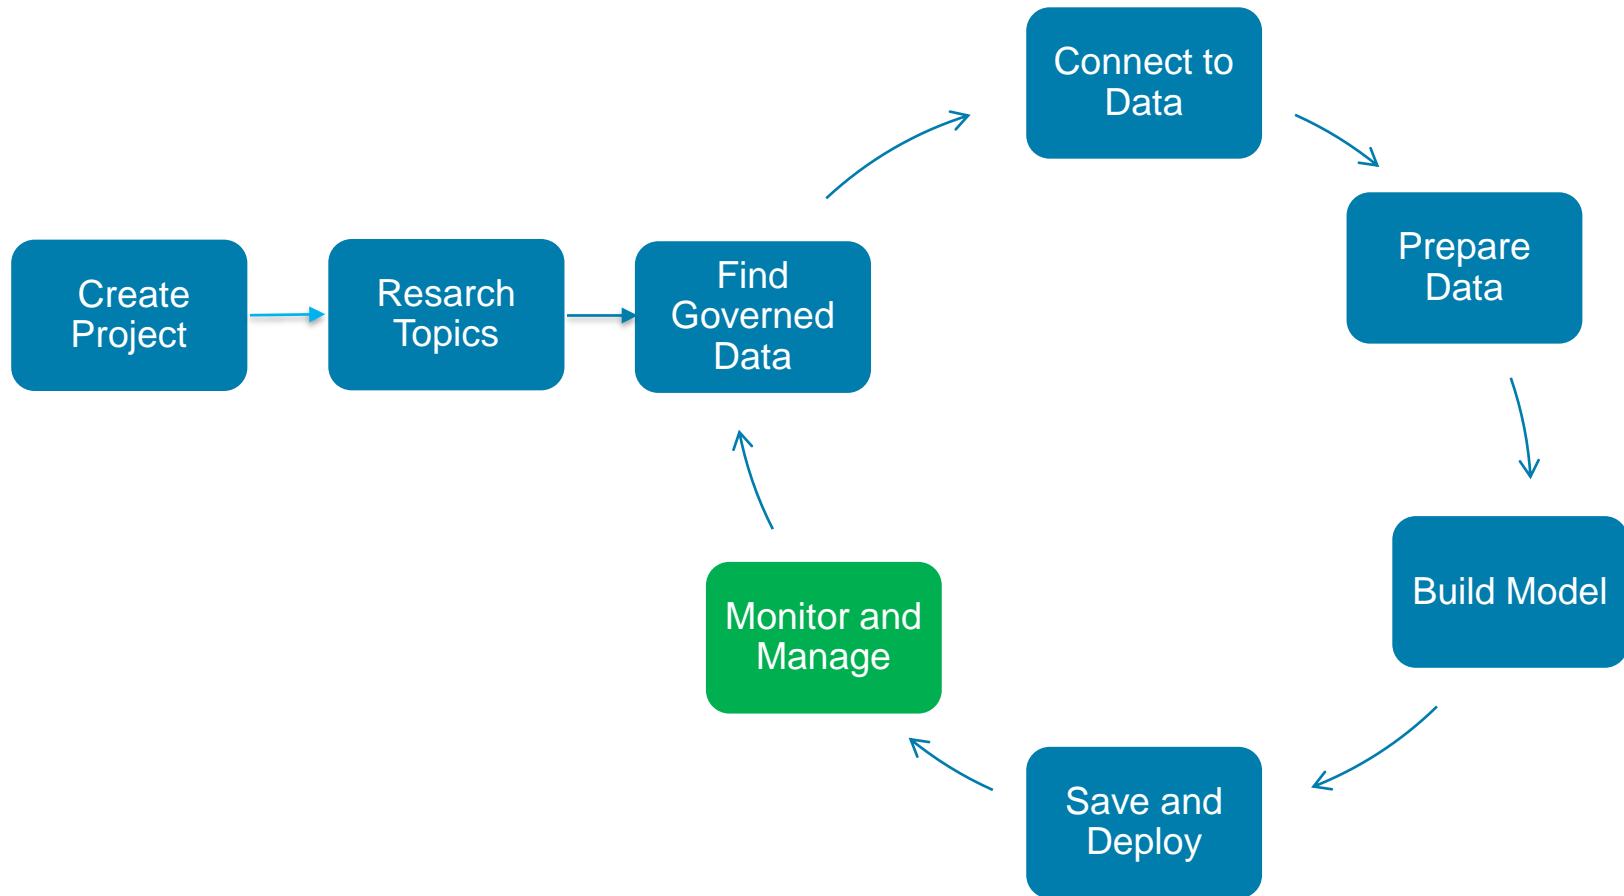 Create
Project
Resarch
Topics
Find
Governed
Data
Connect to
Data
Prepare
Data
Build Model
Save and
Deploy
Monitor and
Manage